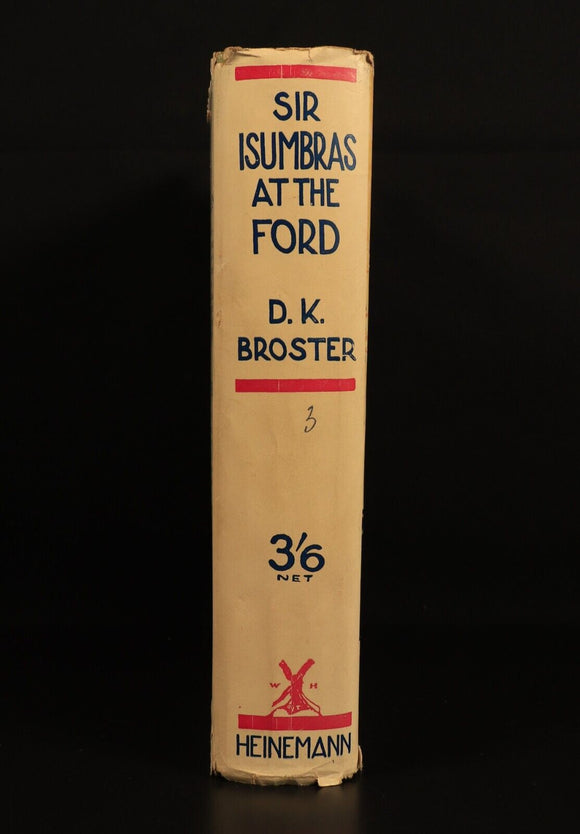 SIR
ISUMBRAS
AT THE
FORD
D. K.
BROSTER
3
3/6
NET
W H
HEINEMANN